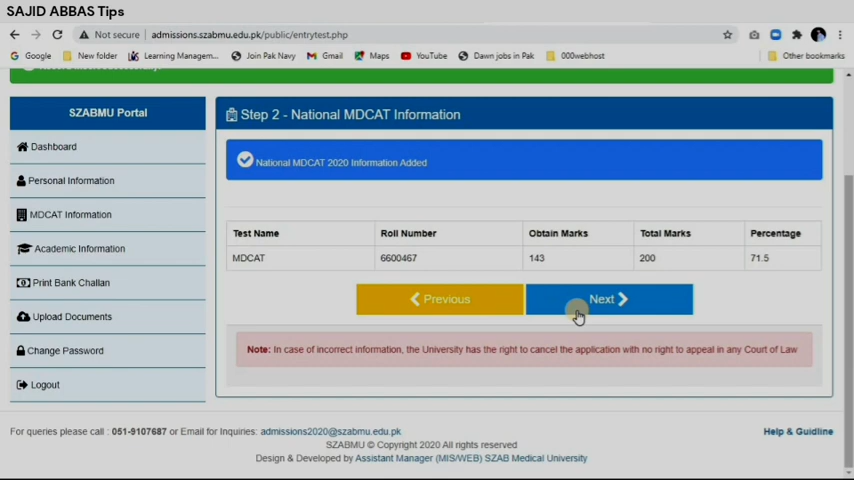 SAJID ABBAS Tips
Not secure | admissions.szabmu.edu.pk/public/entrytest.php
Google New folder Learning Managem... Join Pak Navy Gmail Maps YouTube Dawn jobs in Pak 000webhost Other bookmarks
SZABMU Portal
Dashboard
Personal Information
MDCAT Information
Academic Information
Print Bank Challan
Upload Documents
Change Password
Logout
Step 2 - National MDCAT Information
National MDCAT 2020 Information Added
Test Name Roll Number Obtain Marks Total Marks Percentage
MDCAT 6600467 143 200 71.5
Previous Next
Note: In case of incorrect information, the University has the right to cancel the application with no right to appeal in any Court of Law
For queries please call : 051-9107687 or Email for Inquiries: admissions2020@szabmu.edu.pk Help & Guidline
SZABMU © Copyright 2020 All rights reserved
Design & Developed by Assistant Manager (MIS/WEB) SZAB Medical University